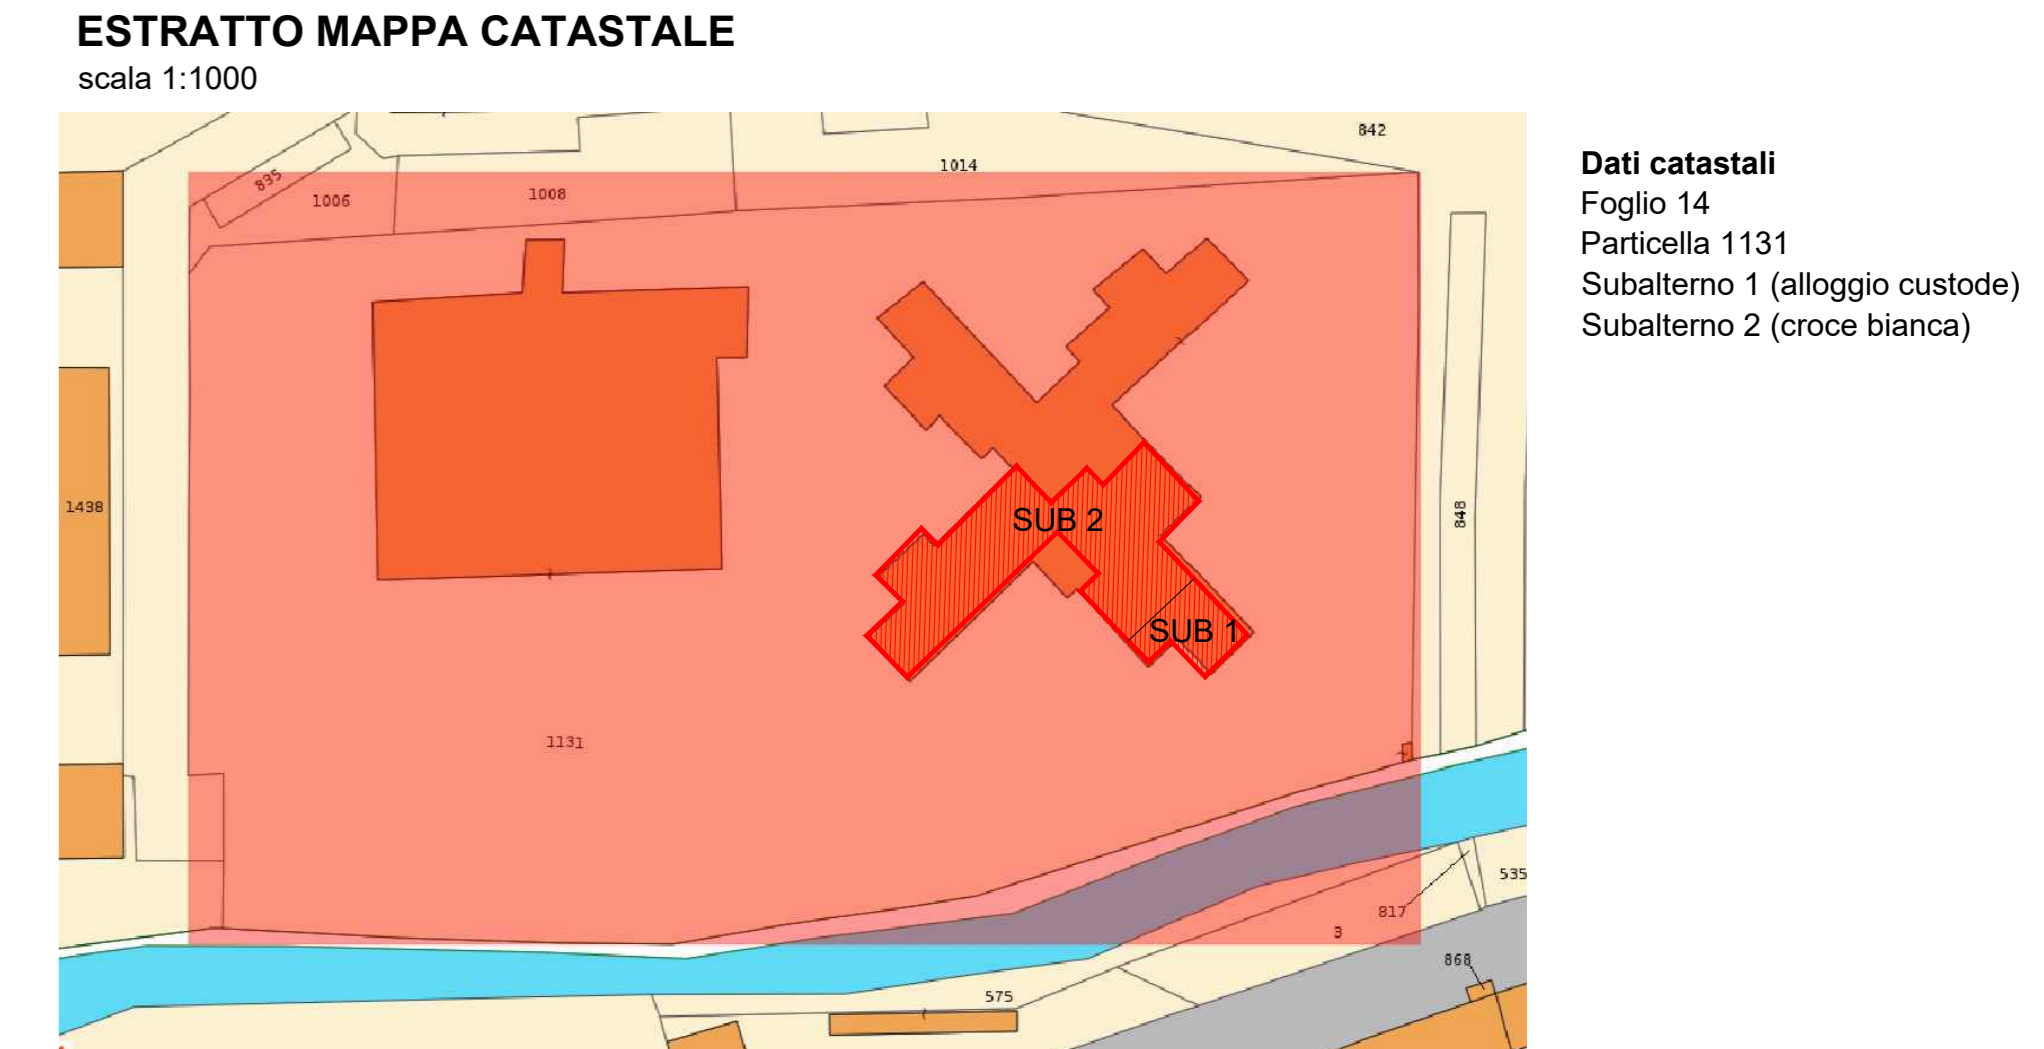 ESTRATTO MAPPA CATASTALE
scala 1:1000
842
1014
835
1006
1008
1438
848
SUB 2
SUB 1
1131
535
817
3
868
575
Dati catastali
Foglio 14
Particella 1131
Subalterno 1 (alloggio custode)
Subalterno 2 (croce bianca)